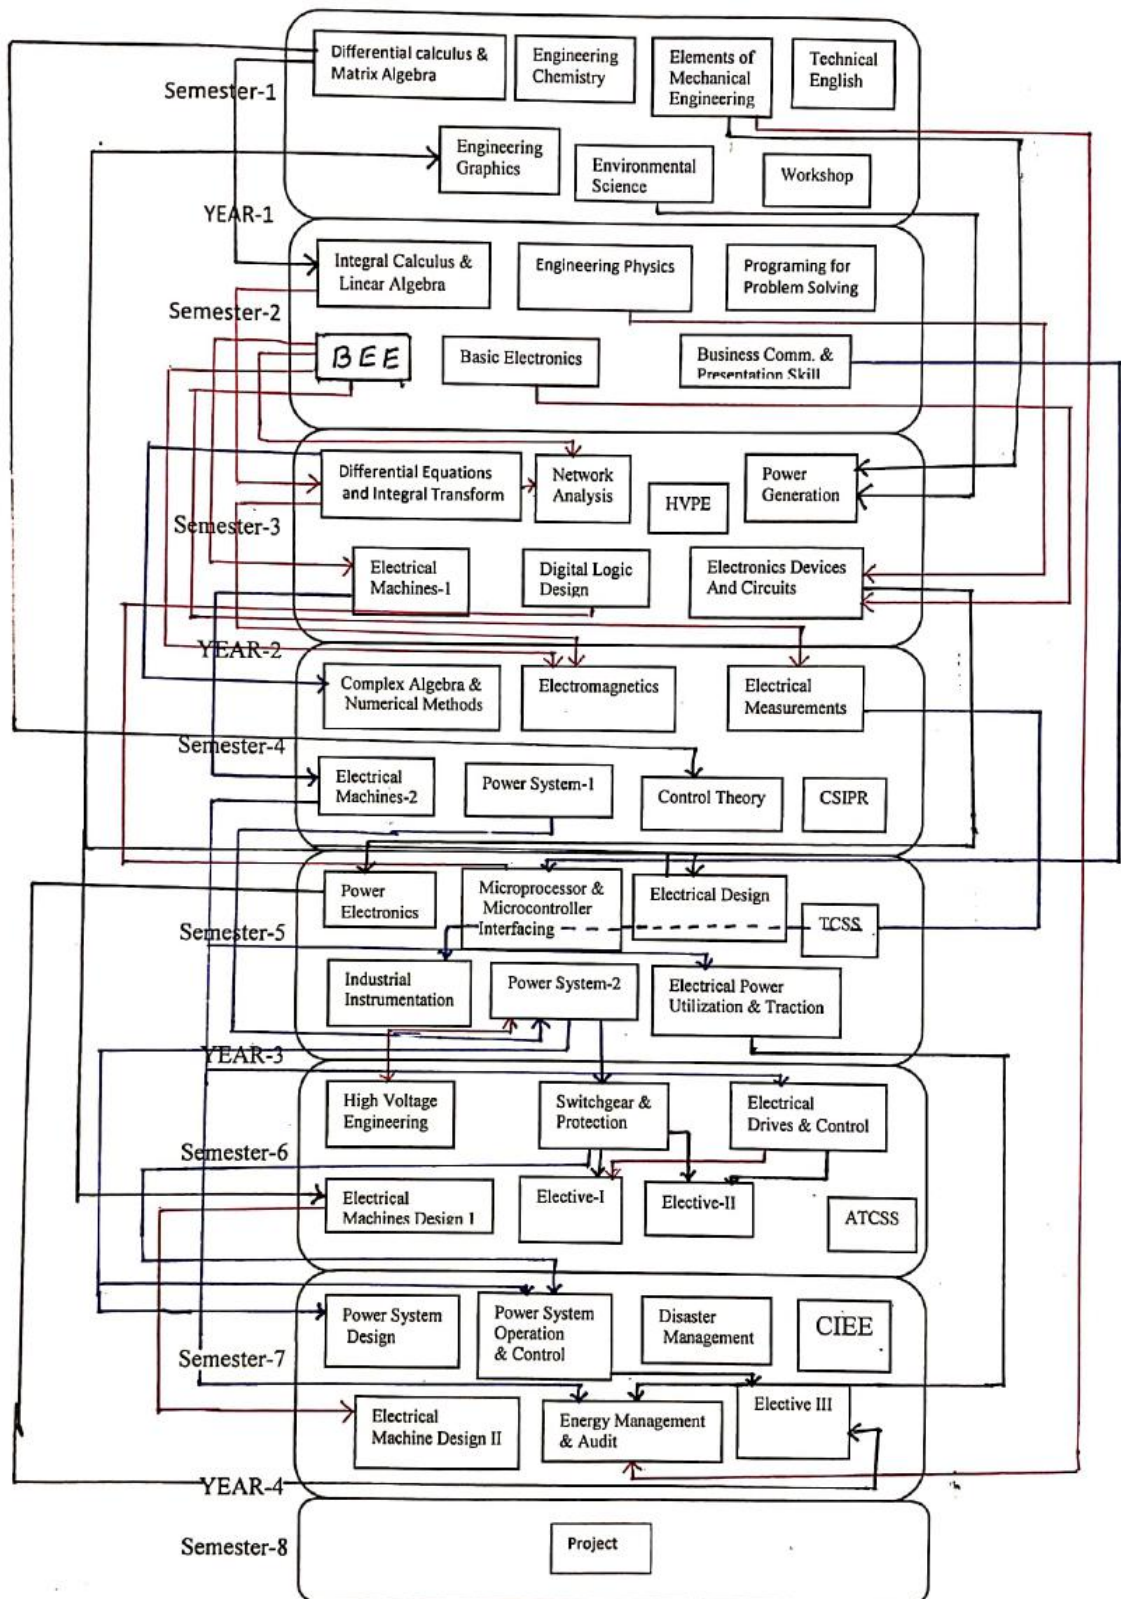 Differential calculus &
Matrix Algebra
Engineering
Chemistry
Elements of
Mechanical
Engineering
Technical
English
Semester-1
Engineering
Graphics
Environmental
Science
Workshop
YEAR-1
Integral Calculus &
Linear Algebra
Engineering Physics
Programing for
Problem Solving
Semester-2
BEE
Basic Electronics
Business Comm. &
Presentation Skill
Differential Equations
and Integral Transform
Network
Analysis
HVPE
Power
Generation
Semester-3
Electrical
Machines-1
Digital Logic
Design
Electronics Devices
And Circuits
YEAR-2
Complex Algebra &
Numerical Methods
Electromagnetics
Electrical
Measurements
Semester-4
Electrical
Machines-2
Power System-1
Control Theory
CSIPR
Power
Electronics
Microprocessor &
Microcontroller
Interfacing
Electrical Design
TCSS
Semester-5
Industrial
Instrumentation
Power System-2
Electrical Power
Utilization & Traction
YEAR-3
High Voltage
Engineering
Switchgear &
Protection
Electrical
Drives & Control
Semester-6
Electrical
Machines Design I
Elective-I
Elective-II
ATCSS
Power System
Design
Power System
Operation
& Control
Disaster
Management
CIEE
Semester-7
Electrical
Machine Design II
Energy Management
& Audit
Elective III
YEAR-4
Semester-8
Project